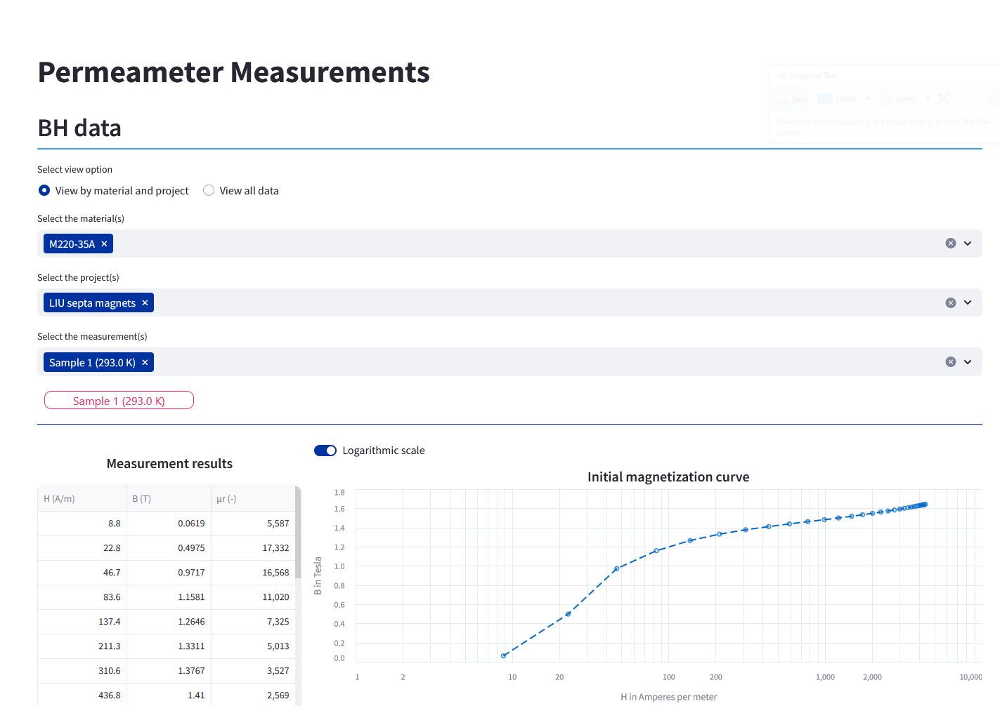 Permeameter Measurements
Snipping Tool
New Mode Delay
Select the snip mode using the Mode button or click the New
button.
BH data
Select view option
View by material and project View all data
Select the material(s)
M220-35A
Select the project(s)
LIU septa magnets
Select the measurement(s)
Sample 1 (293.0 K)
Sample 1 (293.0 K)
Logarithmic scale
Measurement results
H (A/m) B (T) μr (-)
8.8 0.0619 5,587
22.8 0.4975 17,332
46.7 0.9717 16,568
83.6 1.1581 11,020
137.4 1.2646 7,325
211.3 1.3311 5,013
310.6 1.3767 3,527
436.8 1.41 2,569
Initial magnetization curve
1.8
1.6
1.4
1.2
1.0
0.8
0.6
0.4
0.2
0.0
B in Tesla
1 2 10 20 100 200 1,000 2,000 10,000
H in Amperes per meter